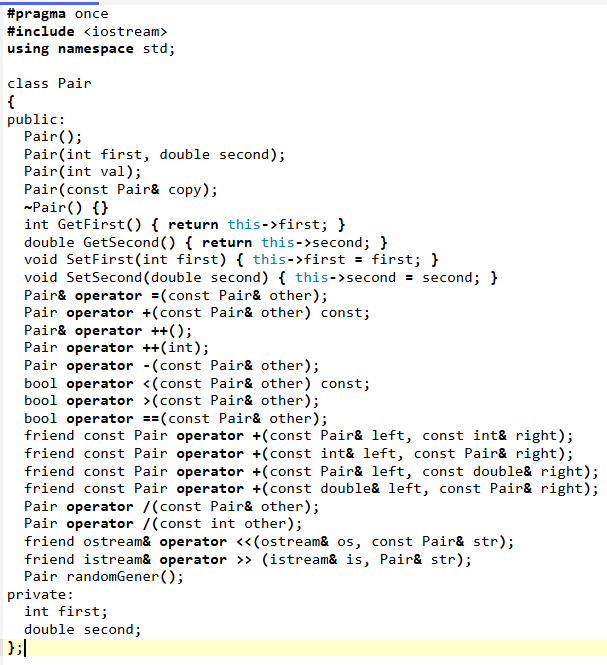 #pragma once
#include <iostream>
using namespace std;

class Pair
{
public:
  Pair();
  Pair(int first, double second);
  Pair(int val);
  Pair(const Pair& copy);
  ~Pair() {}
  int GetFirst() { return this->first; }
  double GetSecond() { return this->second; }
  void SetFirst(int first) { this->first = first; }
  void SetSecond(double second) { this->second = second; }
  Pair& operator =(const Pair& other);
  Pair operator +(const Pair& other) const;
  Pair& operator ++();
  Pair operator ++(int);
  Pair operator -(const Pair& other);
  bool operator <(const Pair& other) const;
  bool operator >(const Pair& other);
  bool operator ==(const Pair& other);
  friend const Pair operator +(const Pair& left, const int& right);
  friend const Pair operator +(const int& left, const Pair& right);
  friend const Pair operator +(const Pair& left, const double& right);
  friend const Pair operator +(const double& left, const Pair& right);
  Pair operator /(const Pair& other);
  Pair operator /(const int other);
  friend ostream& operator <<(ostream& os, const Pair& str);
  friend istream& operator >> (istream& is, Pair& str);
  Pair randomGener();
private:
  int first;
  double second;
};